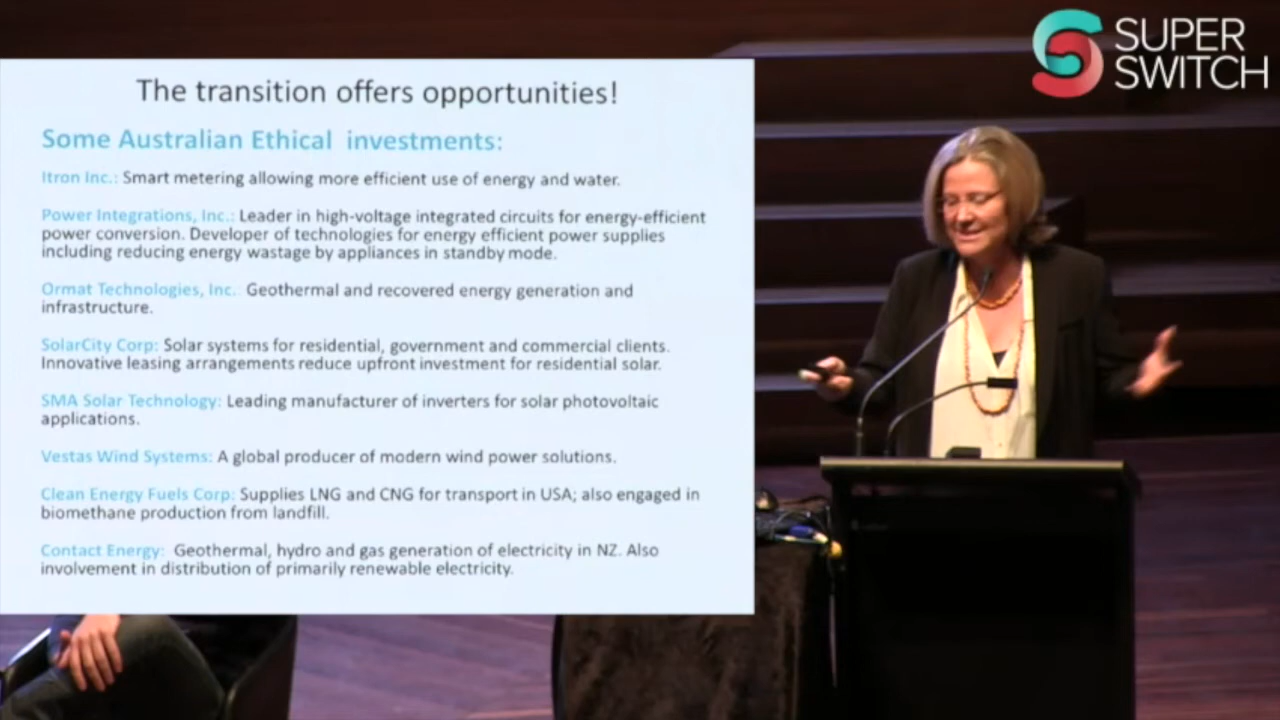 The transition offers opportunities!
Some Australian Ethical investments:
Itron Inc.: Smart metering allowing more efficient use of energy and water.
Power Integrations, Inc.: Leader in high-voltage integrated circuits for energy-efficient
power conversion. Developer of technologies for energy efficient power supplies
including reducing energy wastage by appliances in standby mode.
Ormat Technologies, Inc. Geothermal and recovered energy generation and
infrastructure.
SolarCity Corp: Solar systems for residential, government and commercial clients.
Innovative leasing arrangements reduce upfront investment for residential solar.
SMA Solar Technology: Leading manufacturer of inverters for solar photovoltaic
applications.
Vestas Wind Systems: A global producer of modern wind power solutions.
Clean Energy Fuels Corp: Supplies LNG and CNG for transport in USA; also engaged in
biomethane production from landfill.
Contact Energy: Geothermal, hydro and gas generation of electricity in NZ. Also
involvement in distribution of primarily renewable electricity.
SUPER
SWITCH